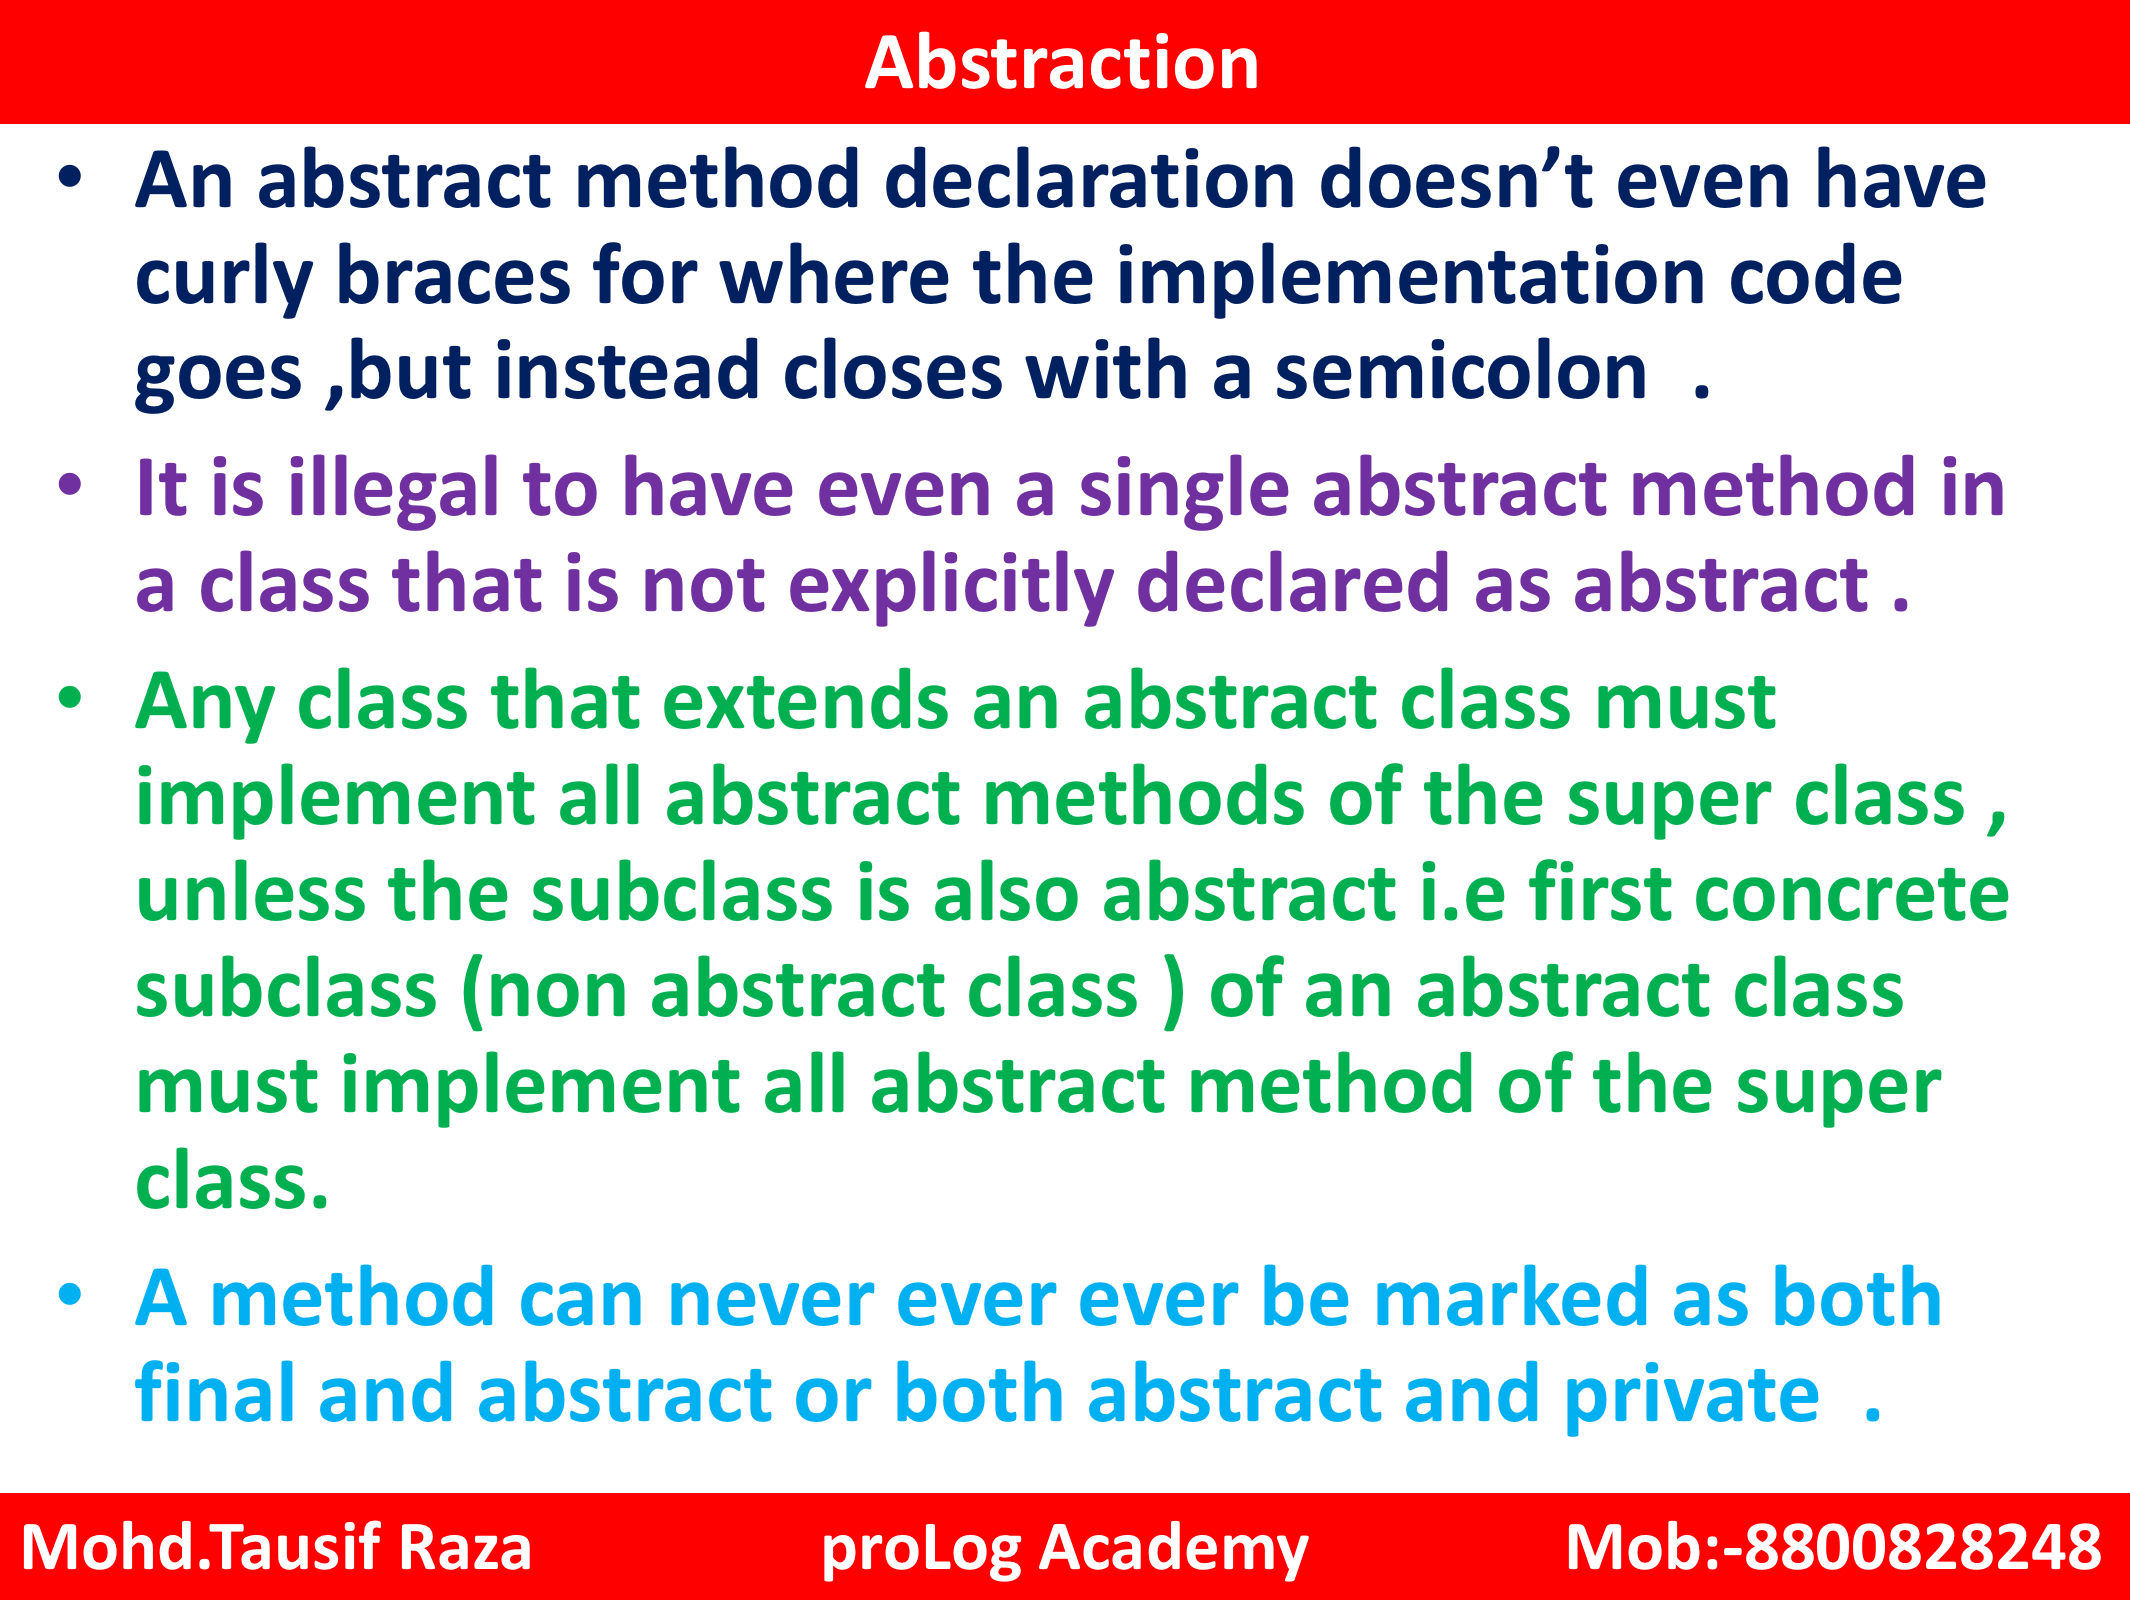 Abstraction
• An abstract method declaration doesn’t even have
curly braces for where the implementation code
goes ,but instead closes with a semicolon  .
• It is illegal to have even a single abstract method in
a class that is not explicitly declared as abstract .
• Any class that extends an abstract class must
implement all abstract methods of the super class ,
unless the subclass is also abstract i.e first concrete
subclass (non abstract class ) of an abstract class
must implement all abstract method of the super
class.
• A method can never ever ever be marked as both
final and abstract or both abstract and private  .
Mohd.Tausif Raza proLog Academy Mob:-8800828248